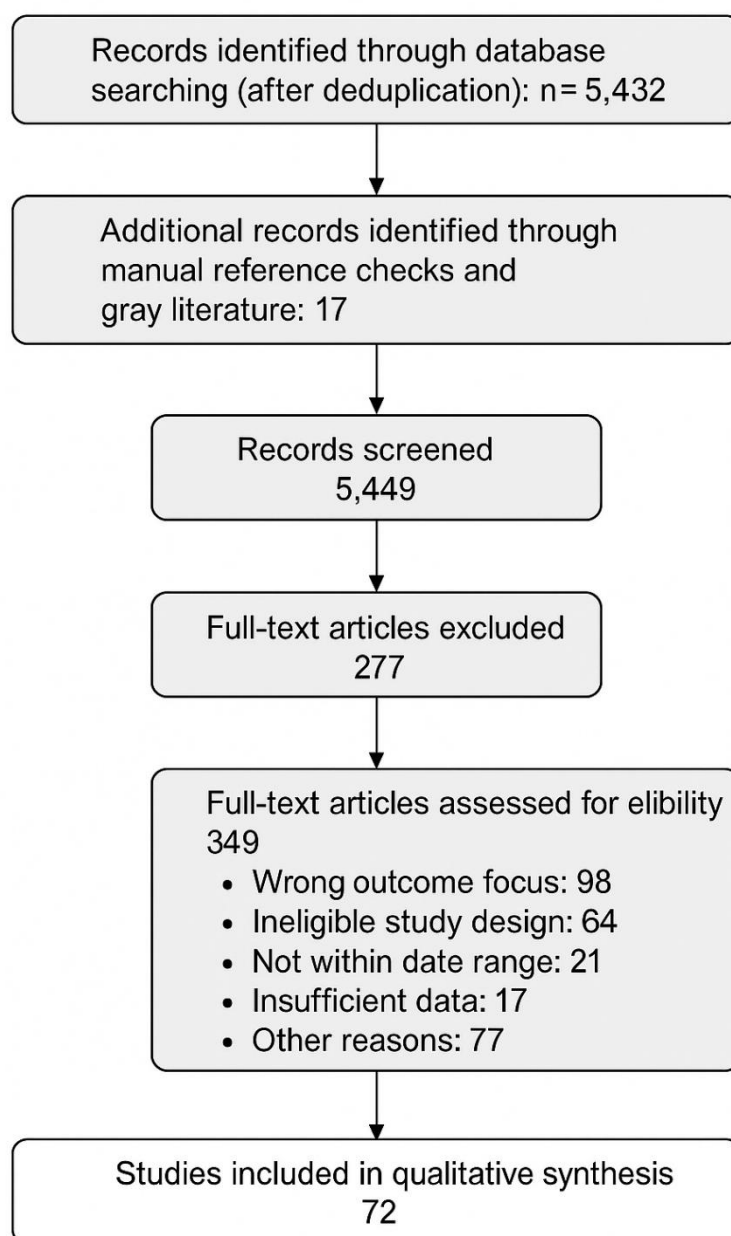 Records identified through database
searching (after deduplication): n= 5,432
Additional records identified through
manual reference checks and
gray literature: 17
Records screened
5,449
Full-text articles excluded
277
Full-text articles assessed for elibility
349
• Wrong outcome focus: 98
• Ineligible study design: 64
• Not within date range: 21
• Insufficient data: 17
• Other reasons: 77
Studies included in qualitative synthesis
72